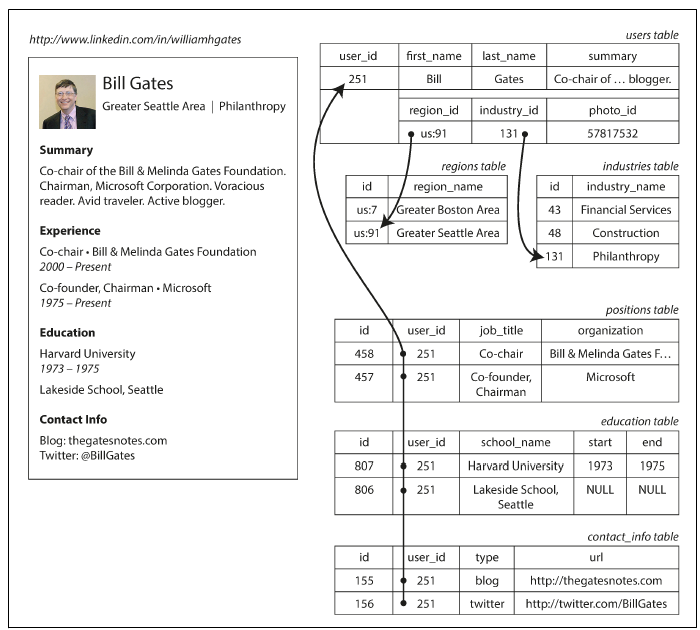 http://www.linkedin.com/in/williamhgates
Bill Gates
Greater Seattle Area | Philanthropy
Summary
Co-chair of the Bill & Melinda Gates Foundation.
Chairman, Microsoft Corporation. Voracious
reader. Avid traveler. Active blogger.
Experience
Co-chair • Bill & Melinda Gates Foundation
2000 – Present
Co-founder, Chairman • Microsoft
1975 – Present
Education
Harvard University
1973 – 1975
Lakeside School, Seattle
Contact Info
Blog: thegatesnotes.com
Twitter: @BillGates
users table
user_id first_name last_name summary
251 Bill Gates Co-chair of … blogger.
region_id industry_id photo_id
us:91 131 57817532
regions table
id region_name
us:7 Greater Boston Area
us:91 Greater Seattle Area
industries table
id industry_name
43 Financial Services
48 Construction
131 Philanthropy
positions table
id user_id job_title organization
458 251 Co-chair Bill & Melinda Gates F…
457 251 Co-founder, Microsoft
Chairman
education table
id user_id school_name start end
807 251 Harvard University 1973 1975
806 251 Lakeside School, NULL NULL
Seattle
contact_info table
id user_id type url
155 251 blog http://thegatesnotes.com
156 251 twitter http://twitter.com/BillGates